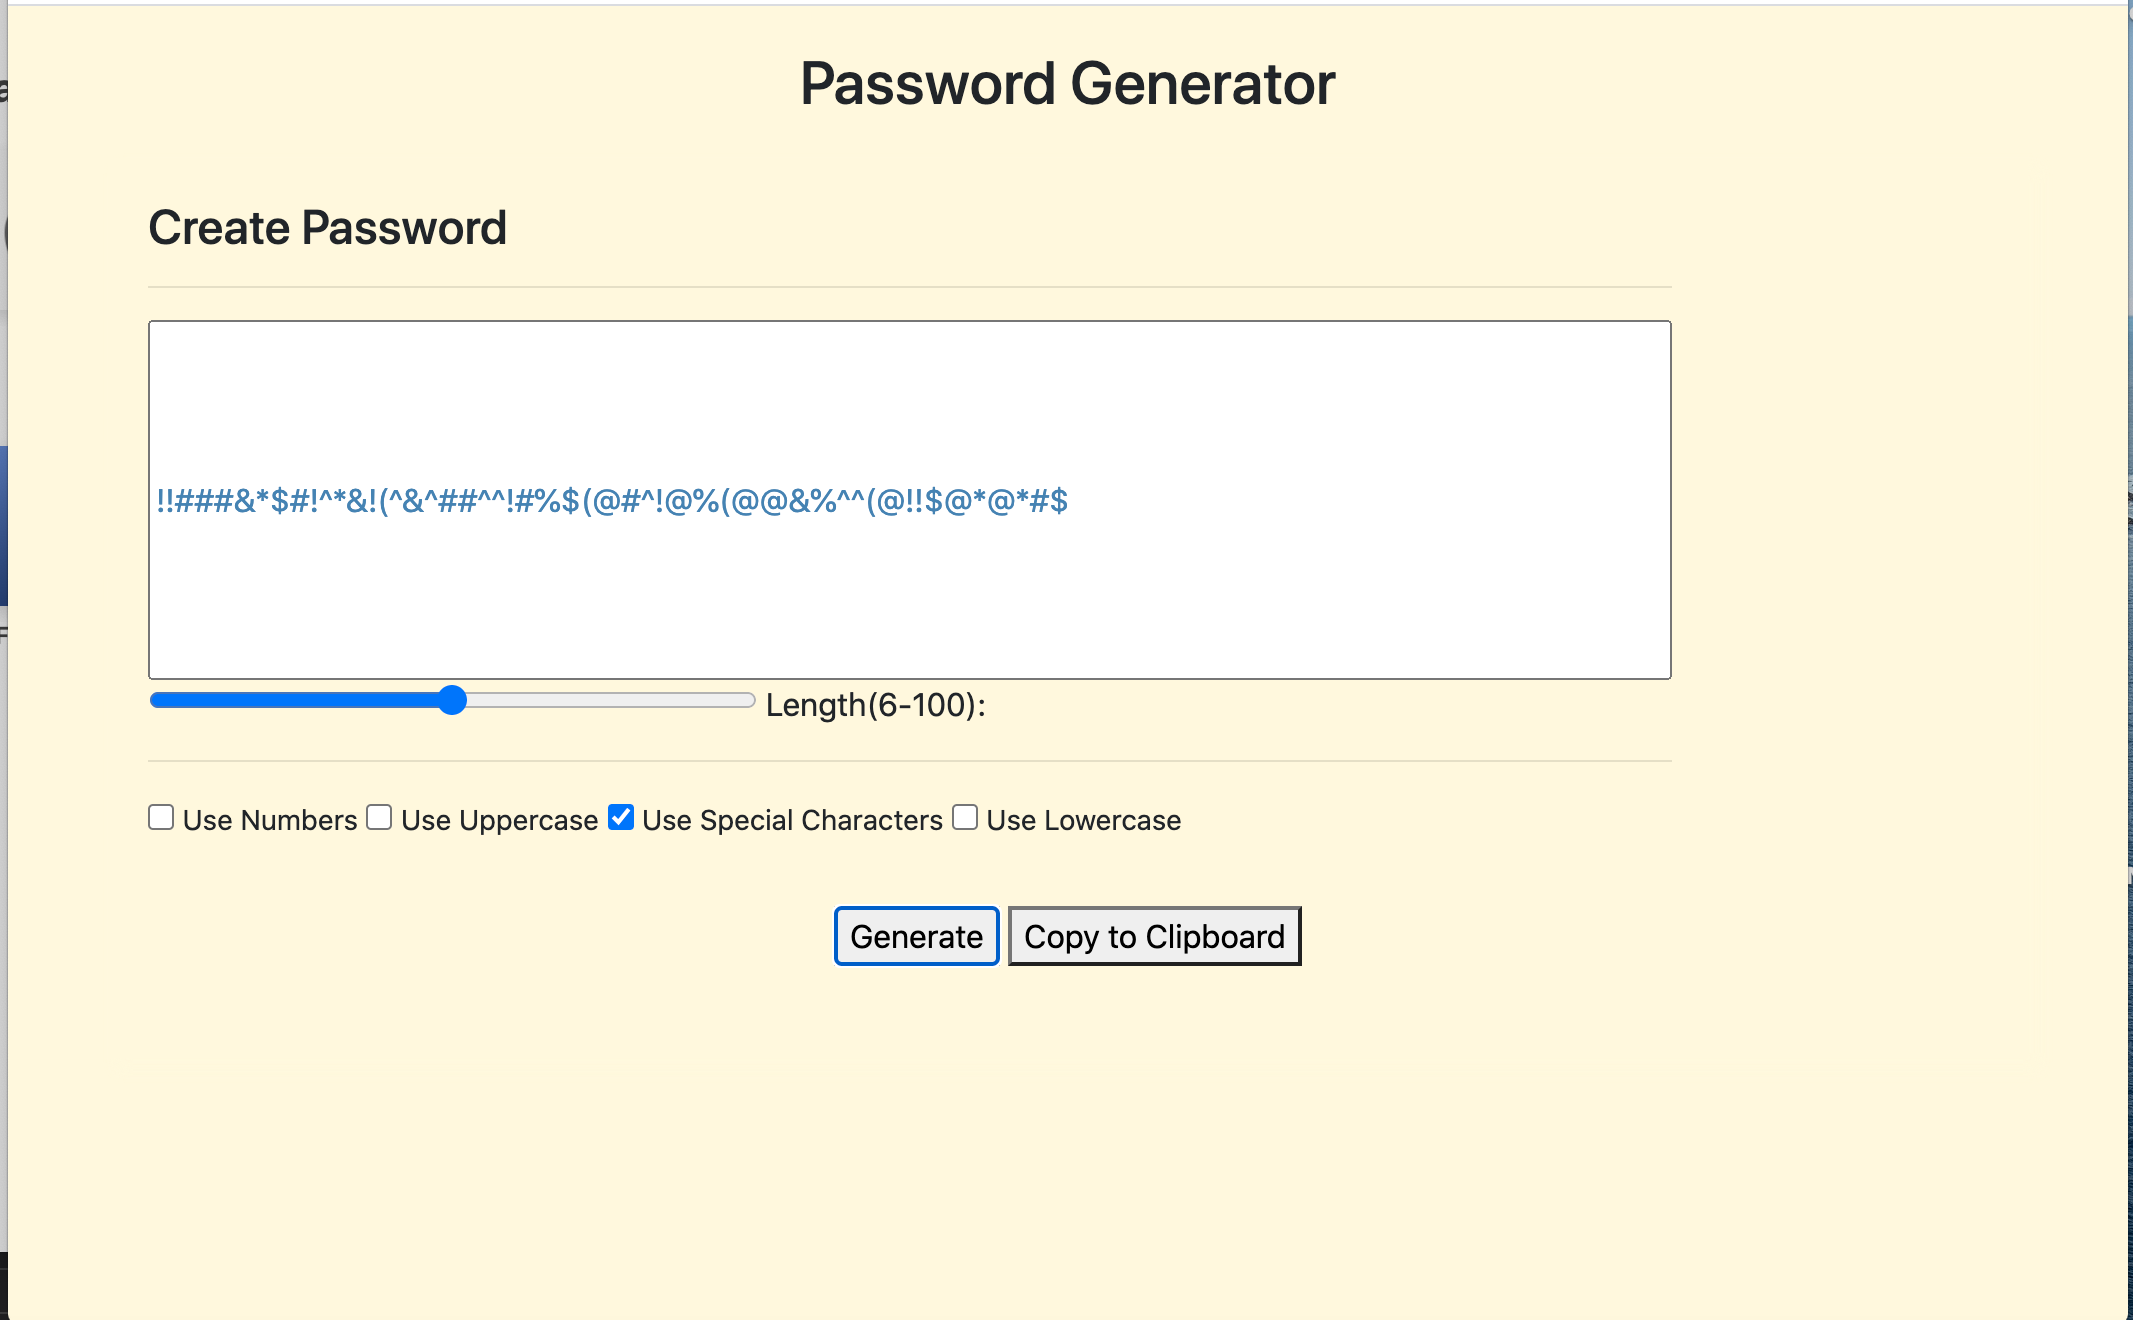 Password Generator
Create Password
!!###&*$#!^*&!(^&^##^^!#%$(@#^!@%(@@&%^^(@!!$@*@*#$
Length(6-100):
Use Numbers Use Uppercase Use Special Characters Use Lowercase
Generate Copy to Clipboard